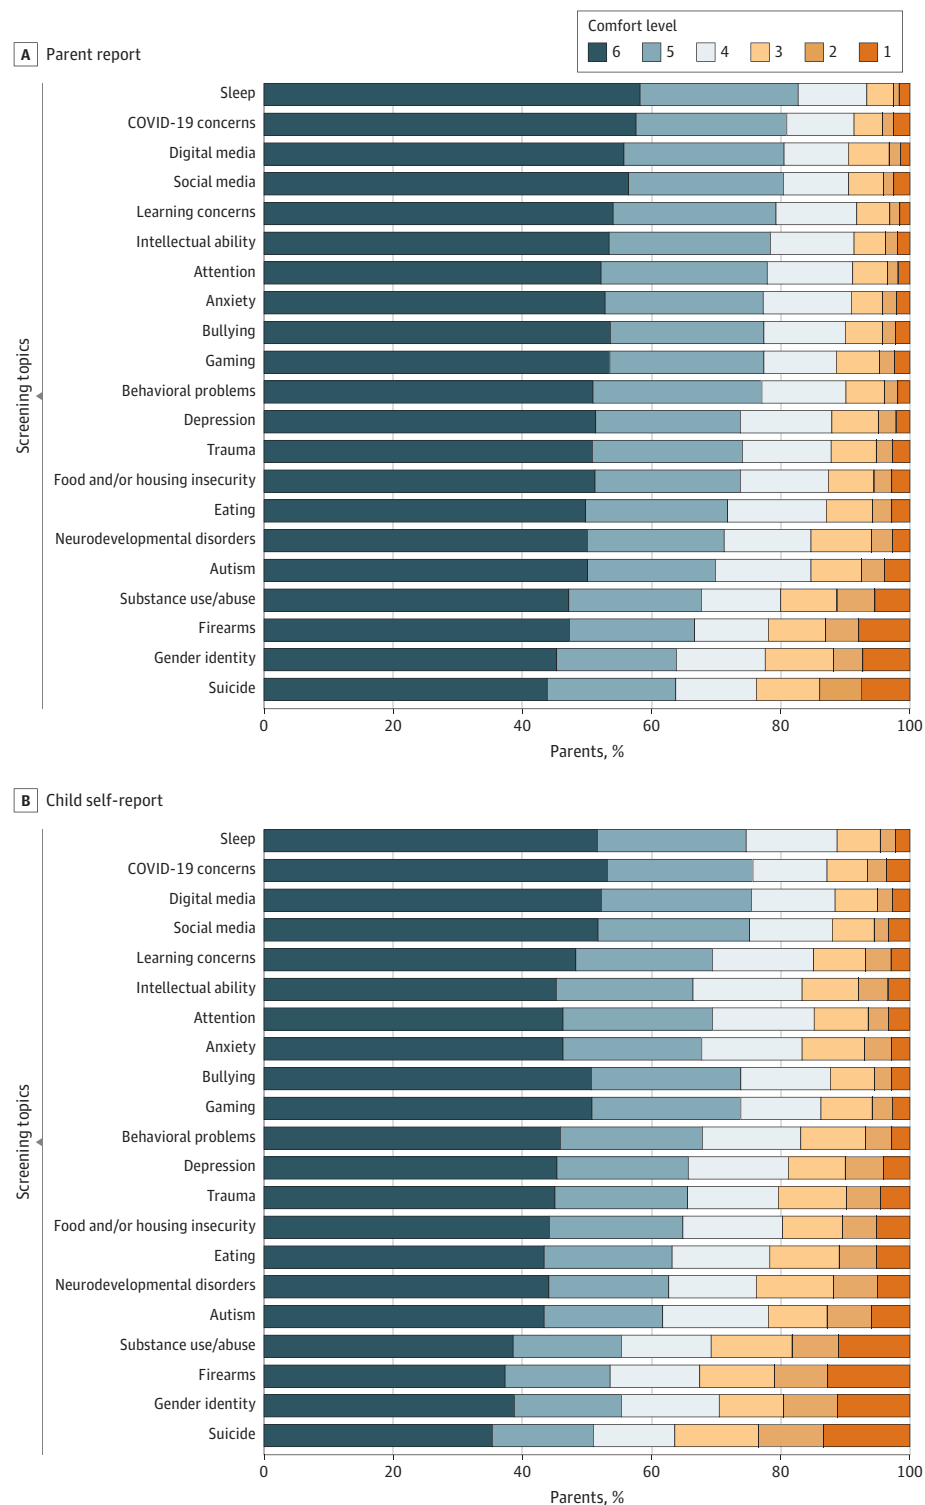 Comfort level
6 5 4 3 2 1
A Parent report
Screening topics
Sleep
COVID-19 concerns
Digital media
Social media
Learning concerns
Intellectual ability
Attention
Anxiety
Bullying
Gaming
Behavioral problems
Depression
Trauma
Food and/or housing insecurity
Eating
Neurodevelopmental disorders
Autism
Substance use/abuse
Firearms
Gender identity
Suicide
0 20 40 60 80 100
Parents, %
B Child self-report
Screening topics
Sleep
COVID-19 concerns
Digital media
Social media
Learning concerns
Intellectual ability
Attention
Anxiety
Bullying
Gaming
Behavioral problems
Depression
Trauma
Food and/or housing insecurity
Eating
Neurodevelopmental disorders
Autism
Substance use/abuse
Firearms
Gender identity
Suicide
0 20 40 60 80 100
Parents, %